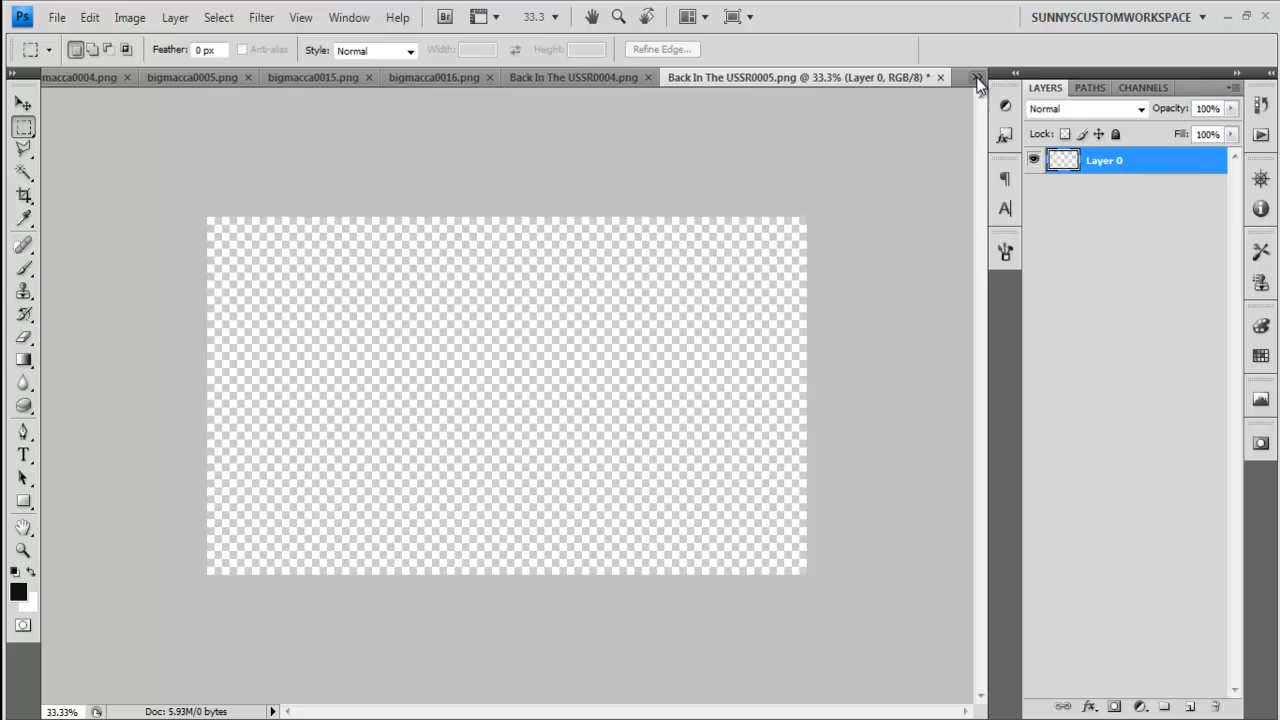 Ps File Edit Image Layer Select Filter View Window Help Br 33.3 SUNNYSCUSTOMWORKSPACE
Feather: 0 px Anti-alias Style: Normal Width: Height: Refine Edge...
macca0004.png bigmacca0005.png bigmacca0015.png bigmacca0016.png Back In The USSR0004.png Back In The USSR0005.png @ 33.3% (Layer 0, RGB/8) *
LAYERS PATHS CHANNELS
Normal Opacity: 100%
Lock: Fill: 100%
Layer 0
33.33% Doc: 5.93M/0 bytes